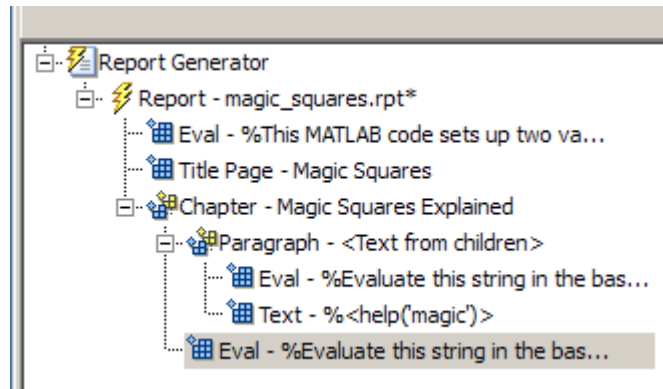 Report Generator
Report - magic_squares.rpt*
Eval - %This MATLAB code sets up two va...
Title Page - Magic Squares
Chapter - Magic Squares Explained
Paragraph - <Text from children>
Eval - %Evaluate this string in the bas...
Text - %<help('magic')>
Eval - %Evaluate this string in the bas...